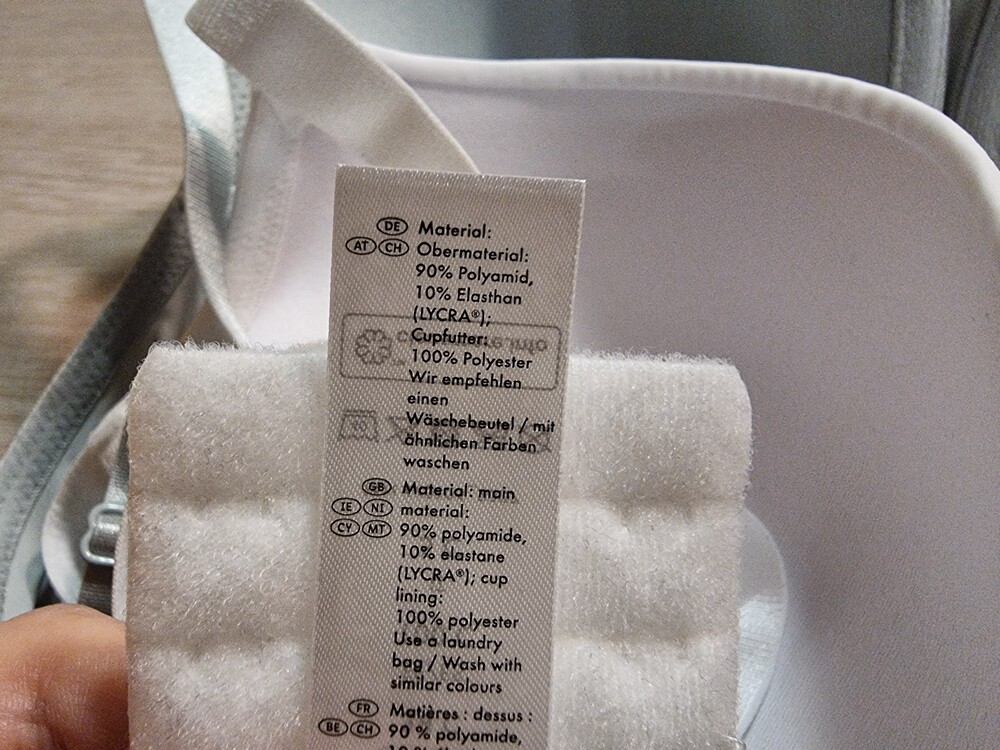 DE Material:
AT CH Obermaterial:
90% Polyamid,
10% Elasthan
(LYCRA®);
Cupfutter:
100% Polyester
Wir empfehlen
einen
Wäschebeutel / mit
ähnlichen Farben
waschen
GB Material: main
IE NI material:
CY MT 90% polyamide,
10% elastane
(LYCRA®); cup
lining:
100% polyester
Use a laundry
bag / Wash with
similar colours
FR Matières : dessus :
BE CH 90 % polyamide,